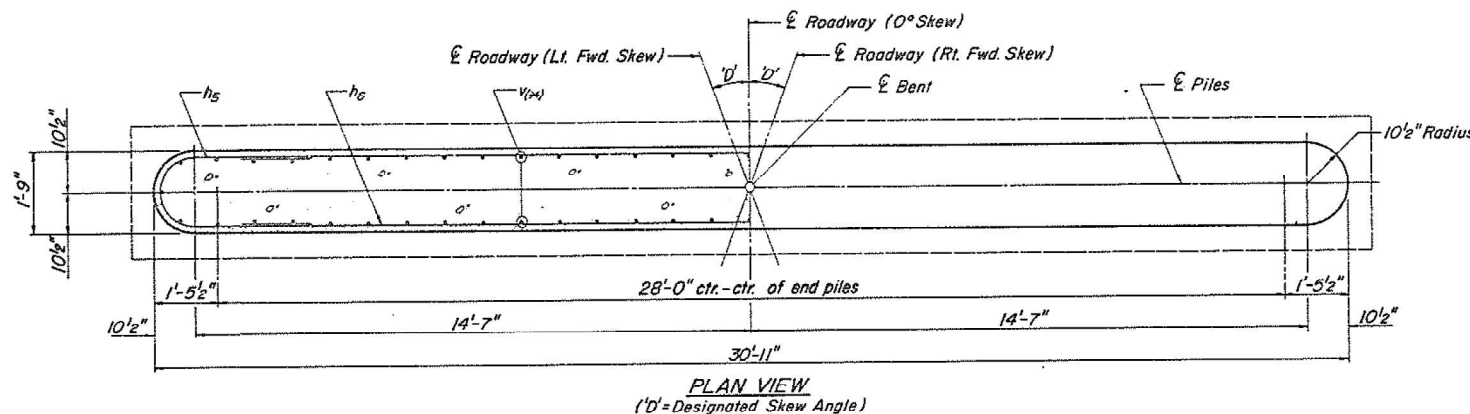 ℄ Roadway (0° Skew)
℄ Roadway (Lt. Fwd. Skew)
℄ Roadway (Rt. Fwd. Skew)
'D' 'D'
℄ Bent
℄ Piles
h5
h6
v(x)
10½" Radius
10½"
1'-9"
10½"
1'-5½"
28'-0" ctr.-ctr. of end piles
1'-5½"
10½"
14'-7"
14'-7"
10½"
30'-11"
PLAN VIEW
('D'=Designated Skew Angle)